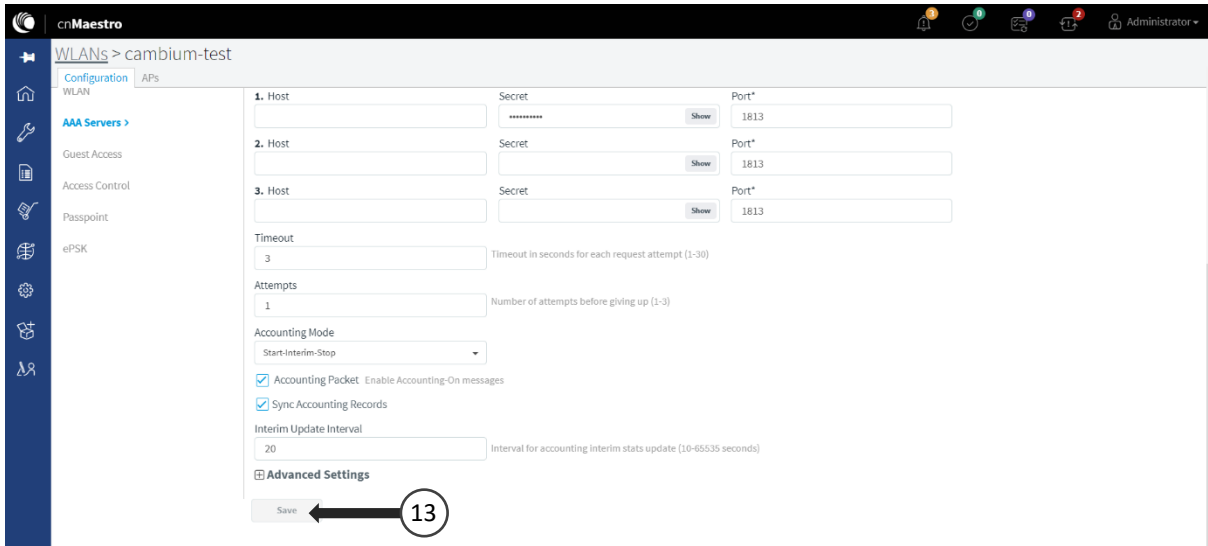 cnMaestro
3
0
0
2
Administrator
WLANs > cambium-test
Configuration APs
WLAN
AAA Servers >
Guest Access
Access Control
Passpoint
ePSK
1. Host Secret Port*
•••••••••• Show 1813
2. Host Secret Port*
Show 1813
3. Host Secret Port*
Show 1813
Timeout
3 Timeout in seconds for each request attempt (1-30)
Attempts
1 Number of attempts before giving up (1-3)
Accounting Mode
Start-Interim-Stop
Accounting Packet Enable Accounting-On messages
Sync Accounting Records
Interim Update Interval
20 Interval for accounting interim stats update (10-65535 seconds)
Advanced Settings
Save 13